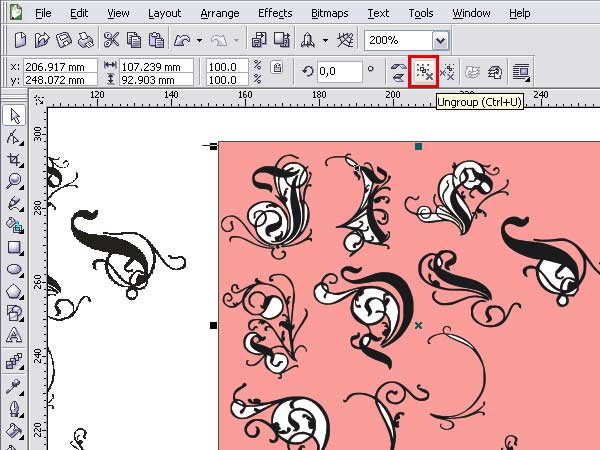 File Edit View Layout Arrange Effects Bitmaps Text Tools Window Help
200%
x: 206.917 mm 107.239 mm 100.0 % 0,0 °
y: 248.072 mm 92.903 mm 100.0 %
Ungroup (Ctrl+U)
120 140 160 180 200 220 240
300
280
260
240
220